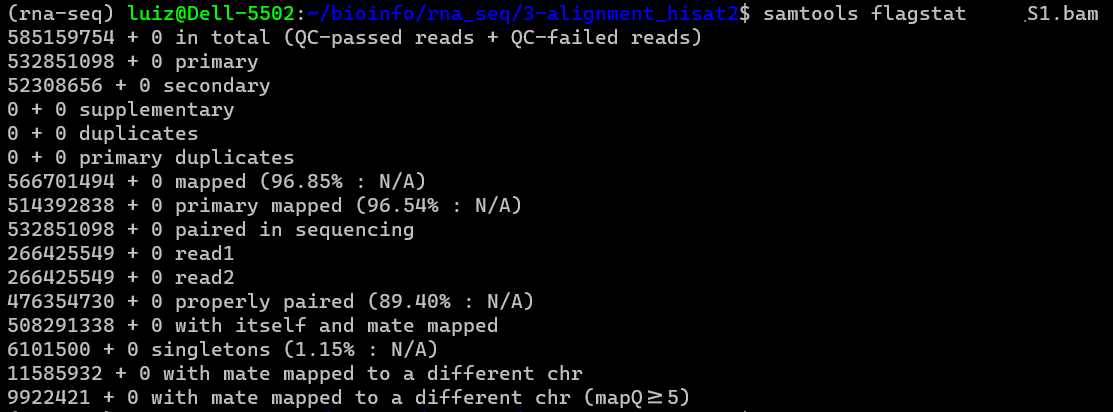 (rna-seq) luiz@Dell-5502:~/bioinfo/rna_seq/3-alignment_hisat2$ samtools flagstat S1.bam
585159754 + 0 in total (QC-passed reads + QC-failed reads)
532851098 + 0 primary
52308656 + 0 secondary
0 + 0 supplementary
0 + 0 duplicates
0 + 0 primary duplicates
566701494 + 0 mapped (96.85% : N/A)
514392838 + 0 primary mapped (96.54% : N/A)
532851098 + 0 paired in sequencing
266425549 + 0 read1
266425549 + 0 read2
476354730 + 0 properly paired (89.40% : N/A)
508291338 + 0 with itself and mate mapped
6101500 + 0 singletons (1.15% : N/A)
11585932 + 0 with mate mapped to a different chr
9922421 + 0 with mate mapped to a different chr (mapQ≥5)